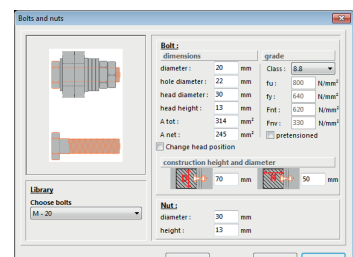 Bolts and nuts
Bolt :
dimensions
grade
diameter : 20 mm
Class : 8.8
hole diameter : 22 mm
fu : 800 N/mm²
head diameter : 30 mm
fy : 640 N/mm²
head height : 13 mm
Fnt : 620 N/mm²
A tot : 314 mm²
Fnv : 330 N/mm²
A net : 245 mm²
pretensioned
Change head position
construction height and diameter
70 mm
50 mm
Library
Choose bolts
M - 20
Nut :
diameter : 30 mm
height : 13 mm